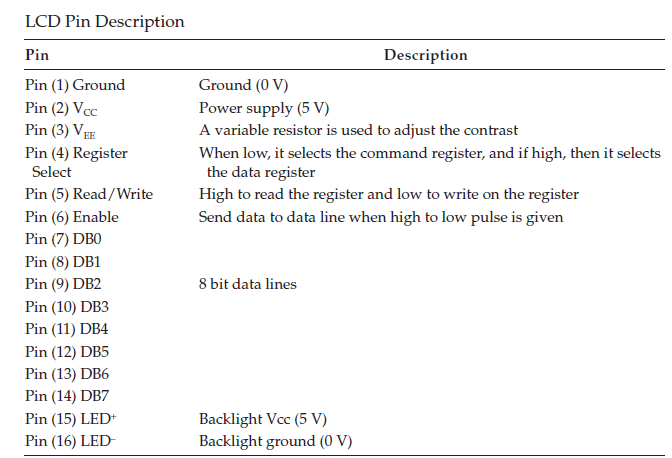 LCD Pin Description
Pin Description
Pin (1) Ground Ground (0 V)
Pin (2) VCC Power supply (5 V)
Pin (3) VEE A variable resistor is used to adjust the contrast
Pin (4) Register When low, it selects the command register, and if high, then it selects
Select the data register
Pin (5) Read/Write High to read the register and low to write on the register
Pin (6) Enable Send data to data line when high to low pulse is given
Pin (7) DB0
Pin (8) DB1
Pin (9) DB2 8 bit data lines
Pin (10) DB3
Pin (11) DB4
Pin (12) DB5
Pin (13) DB6
Pin (14) DB7
Pin (15) LED+ Backlight Vcc (5 V)
Pin (16) LED- Backlight ground (0 V)